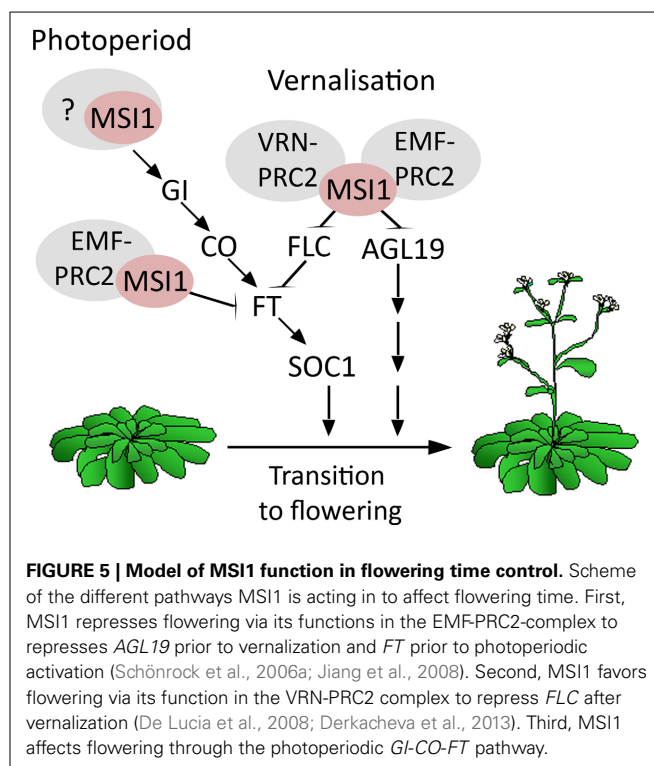 Photoperiod
Vernalisation
? MSI1
VRN-
PRC2
MSI1
EMF-
PRC2
GI
CO
FLC
AGL19
EMF-
PRC2
MSI1
FT
SOC1
Transition
to flowering
FIGURE 5 | Model of MSI1 function in flowering time control. Scheme
of the different pathways MSI1 is acting in to affect flowering time. First,
MSI1 represses flowering via its functions in the EMF-PRC2-complex to
represses AGL19 prior to vernalization and FT prior to photoperiodic
activation (Schönrock et al., 2006a; Jiang et al., 2008). Second, MSI1 favors
flowering via its function in the VRN-PRC2 complex to repress FLC after
vernalization (De Lucia et al., 2008; Derkacheva et al., 2013). Third, MSI1
affects flowering through the photoperiodic GI-CO-FT pathway.